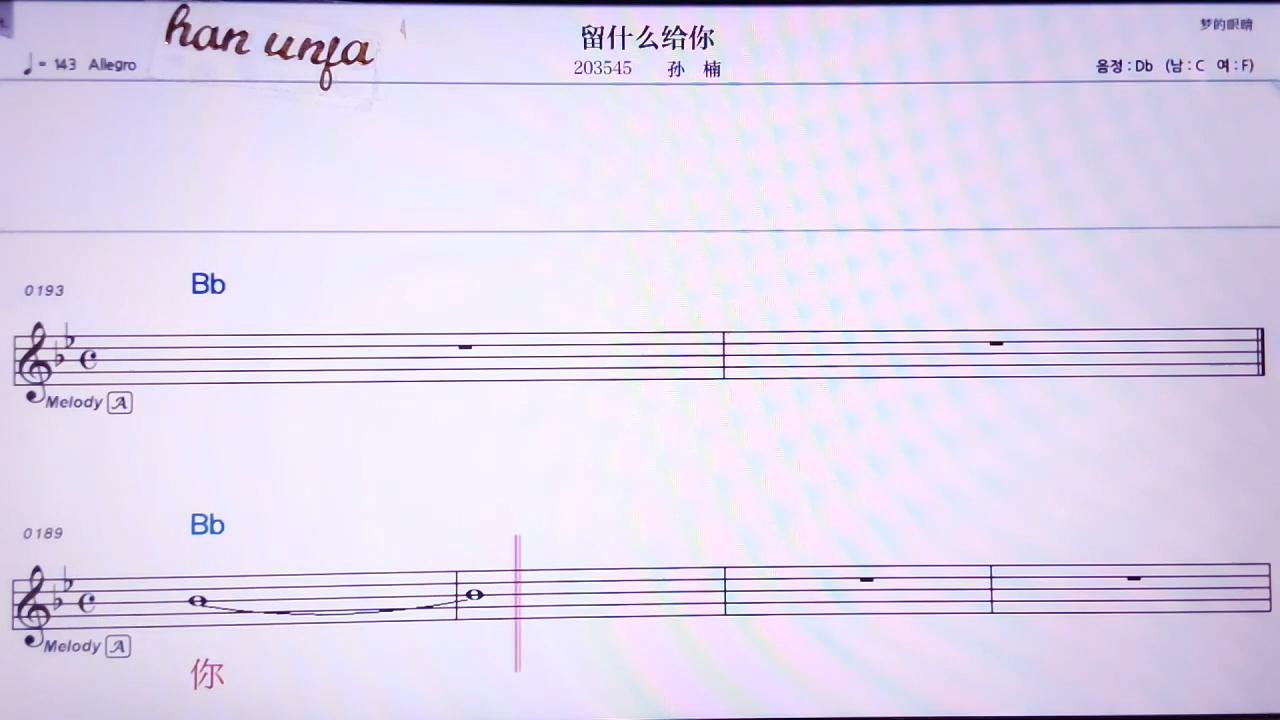 han unfa
留什么给你
梦的眼睛
♩= 143 Allegro
203545 孙 楠
음정 : Db (남 : C 여 : F)
0193
Bb
Melody A
0189
Bb
Melody A
你